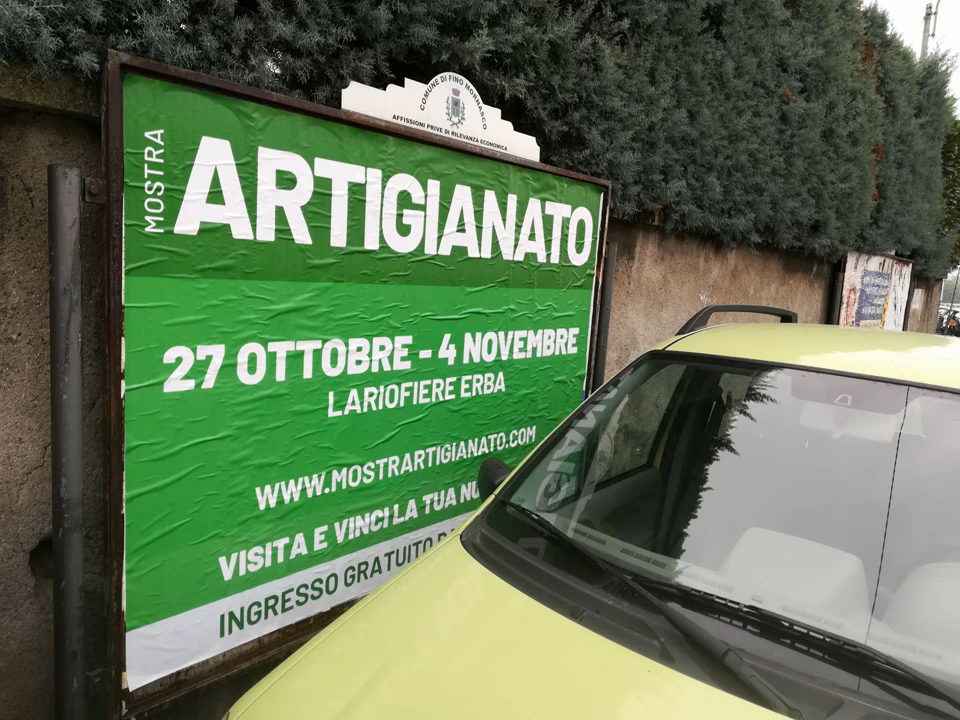 COMUNE DI FINO MORNASCO
AFFISSIONI PRIVE DI RILEVANZA ECONOMICA
MOSTRA
ARTIGIANATO
27 OTTOBRE - 4 NOVEMBRE
LARIOFIERE ERBA
WWW.MOSTRARTIGIANATO.COM
VISITA E VINCI LA TUA
INGRESSO GRATUITO